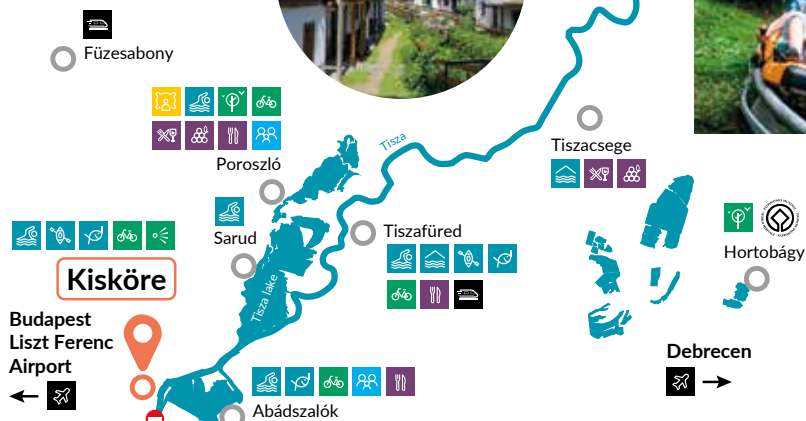 Füzesabony
Tisza
Tiszacsege
Poroszló
Sarud
Tiszafüred
Hortobágy
Kisköre
Tisza lake
Budapest
Liszt Ferenc
Airport
Debrecen
Abádszalók